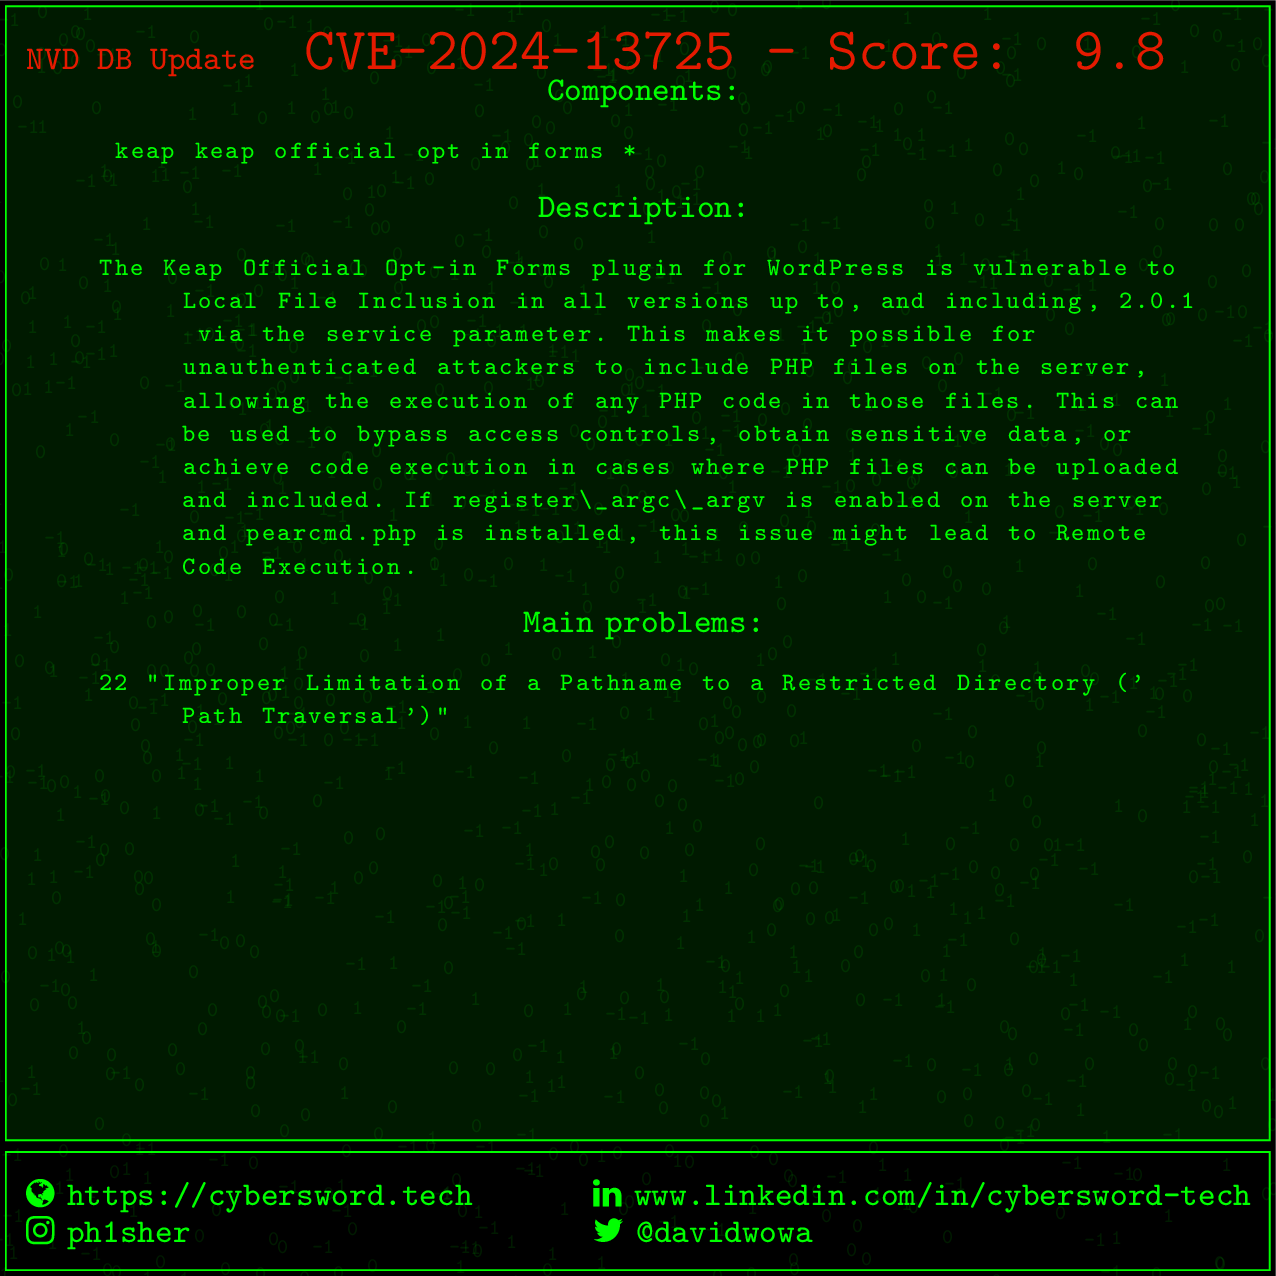 NVD DB Update CVE-2024-13725 - Score: 9.8
Components:
keap keap official opt in forms *
Description:
The Keap Official Opt-in Forms plugin for WordPress is vulnerable to
Local File Inclusion in all versions up to, and including, 2.0.1
via the service parameter. This makes it possible for
unauthenticated attackers to include PHP files on the server,
allowing the execution of any PHP code in those files. This can
be used to bypass access controls, obtain sensitive data, or
achieve code execution in cases where PHP files can be uploaded
and included. If register\_argc\_argv is enabled on the server
and pearcmd.php is installed, this issue might lead to Remote
Code Execution.
Main problems:
22 "Improper Limitation of a Pathname to a Restricted Directory ('
Path Traversal')"
https://cybersword.tech www.linkedin.com/in/cybersword-tech
ph1sher @davidwowa